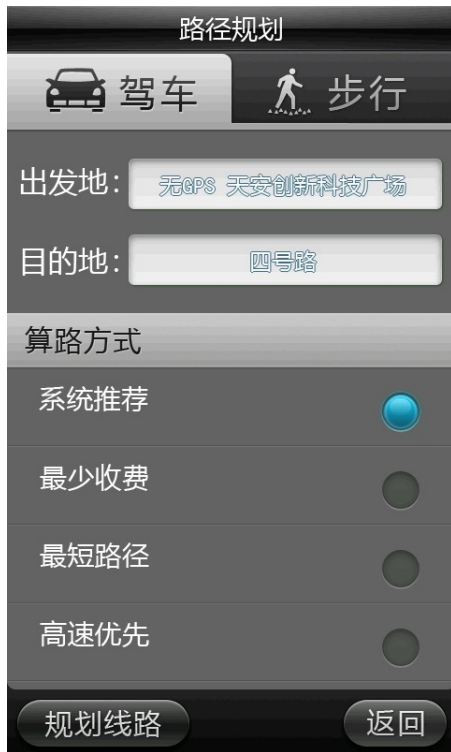 路径规划
驾车 步行
出发地: 无GPS 天安创新科技广场
目的地: 四号路
算路方式
系统推荐
最少收费
最短路径
高速优先
规划线路 返回